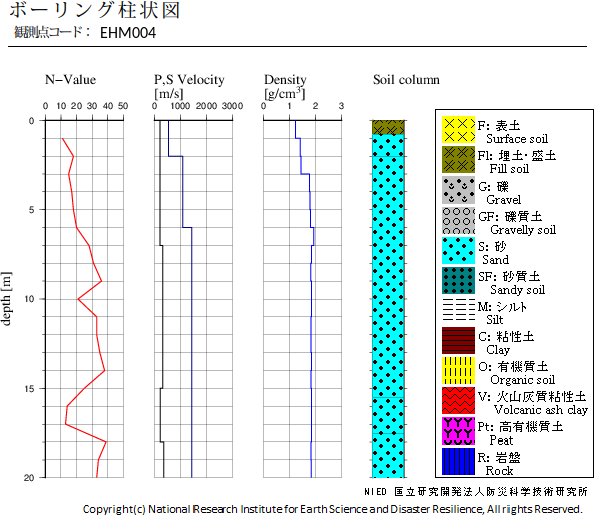 ボーリング柱状図
観測点コード： EHM004
N-Value
0 10 20 30 40 50
P,S Velocity
[m/s]
0 1000 2000 3000
Density
[g/cm³]
0 1 2 3
Soil column
depth [m]
0
5
10
15
20
F: 表土
Surface soil
Fl: 埋土・盛土
Fill soil
G: 礫
Gravel
GF: 礫質土
Gravelly soil
S: 砂
Sand
SF: 砂質土
Sandy soil
M: シルト
Silt
C: 粘性土
Clay
O: 有機質土
Organic soil
V: 火山灰質粘性土
Volcanic ash clay
Pt: 高有機質土
Peat
R: 岩盤
Rock
NIED 国立研究開発法人防災科学技術研究所
Copyright(c) National Research Institute for Earth Science and Disaster Resilience, All rights Reserved.